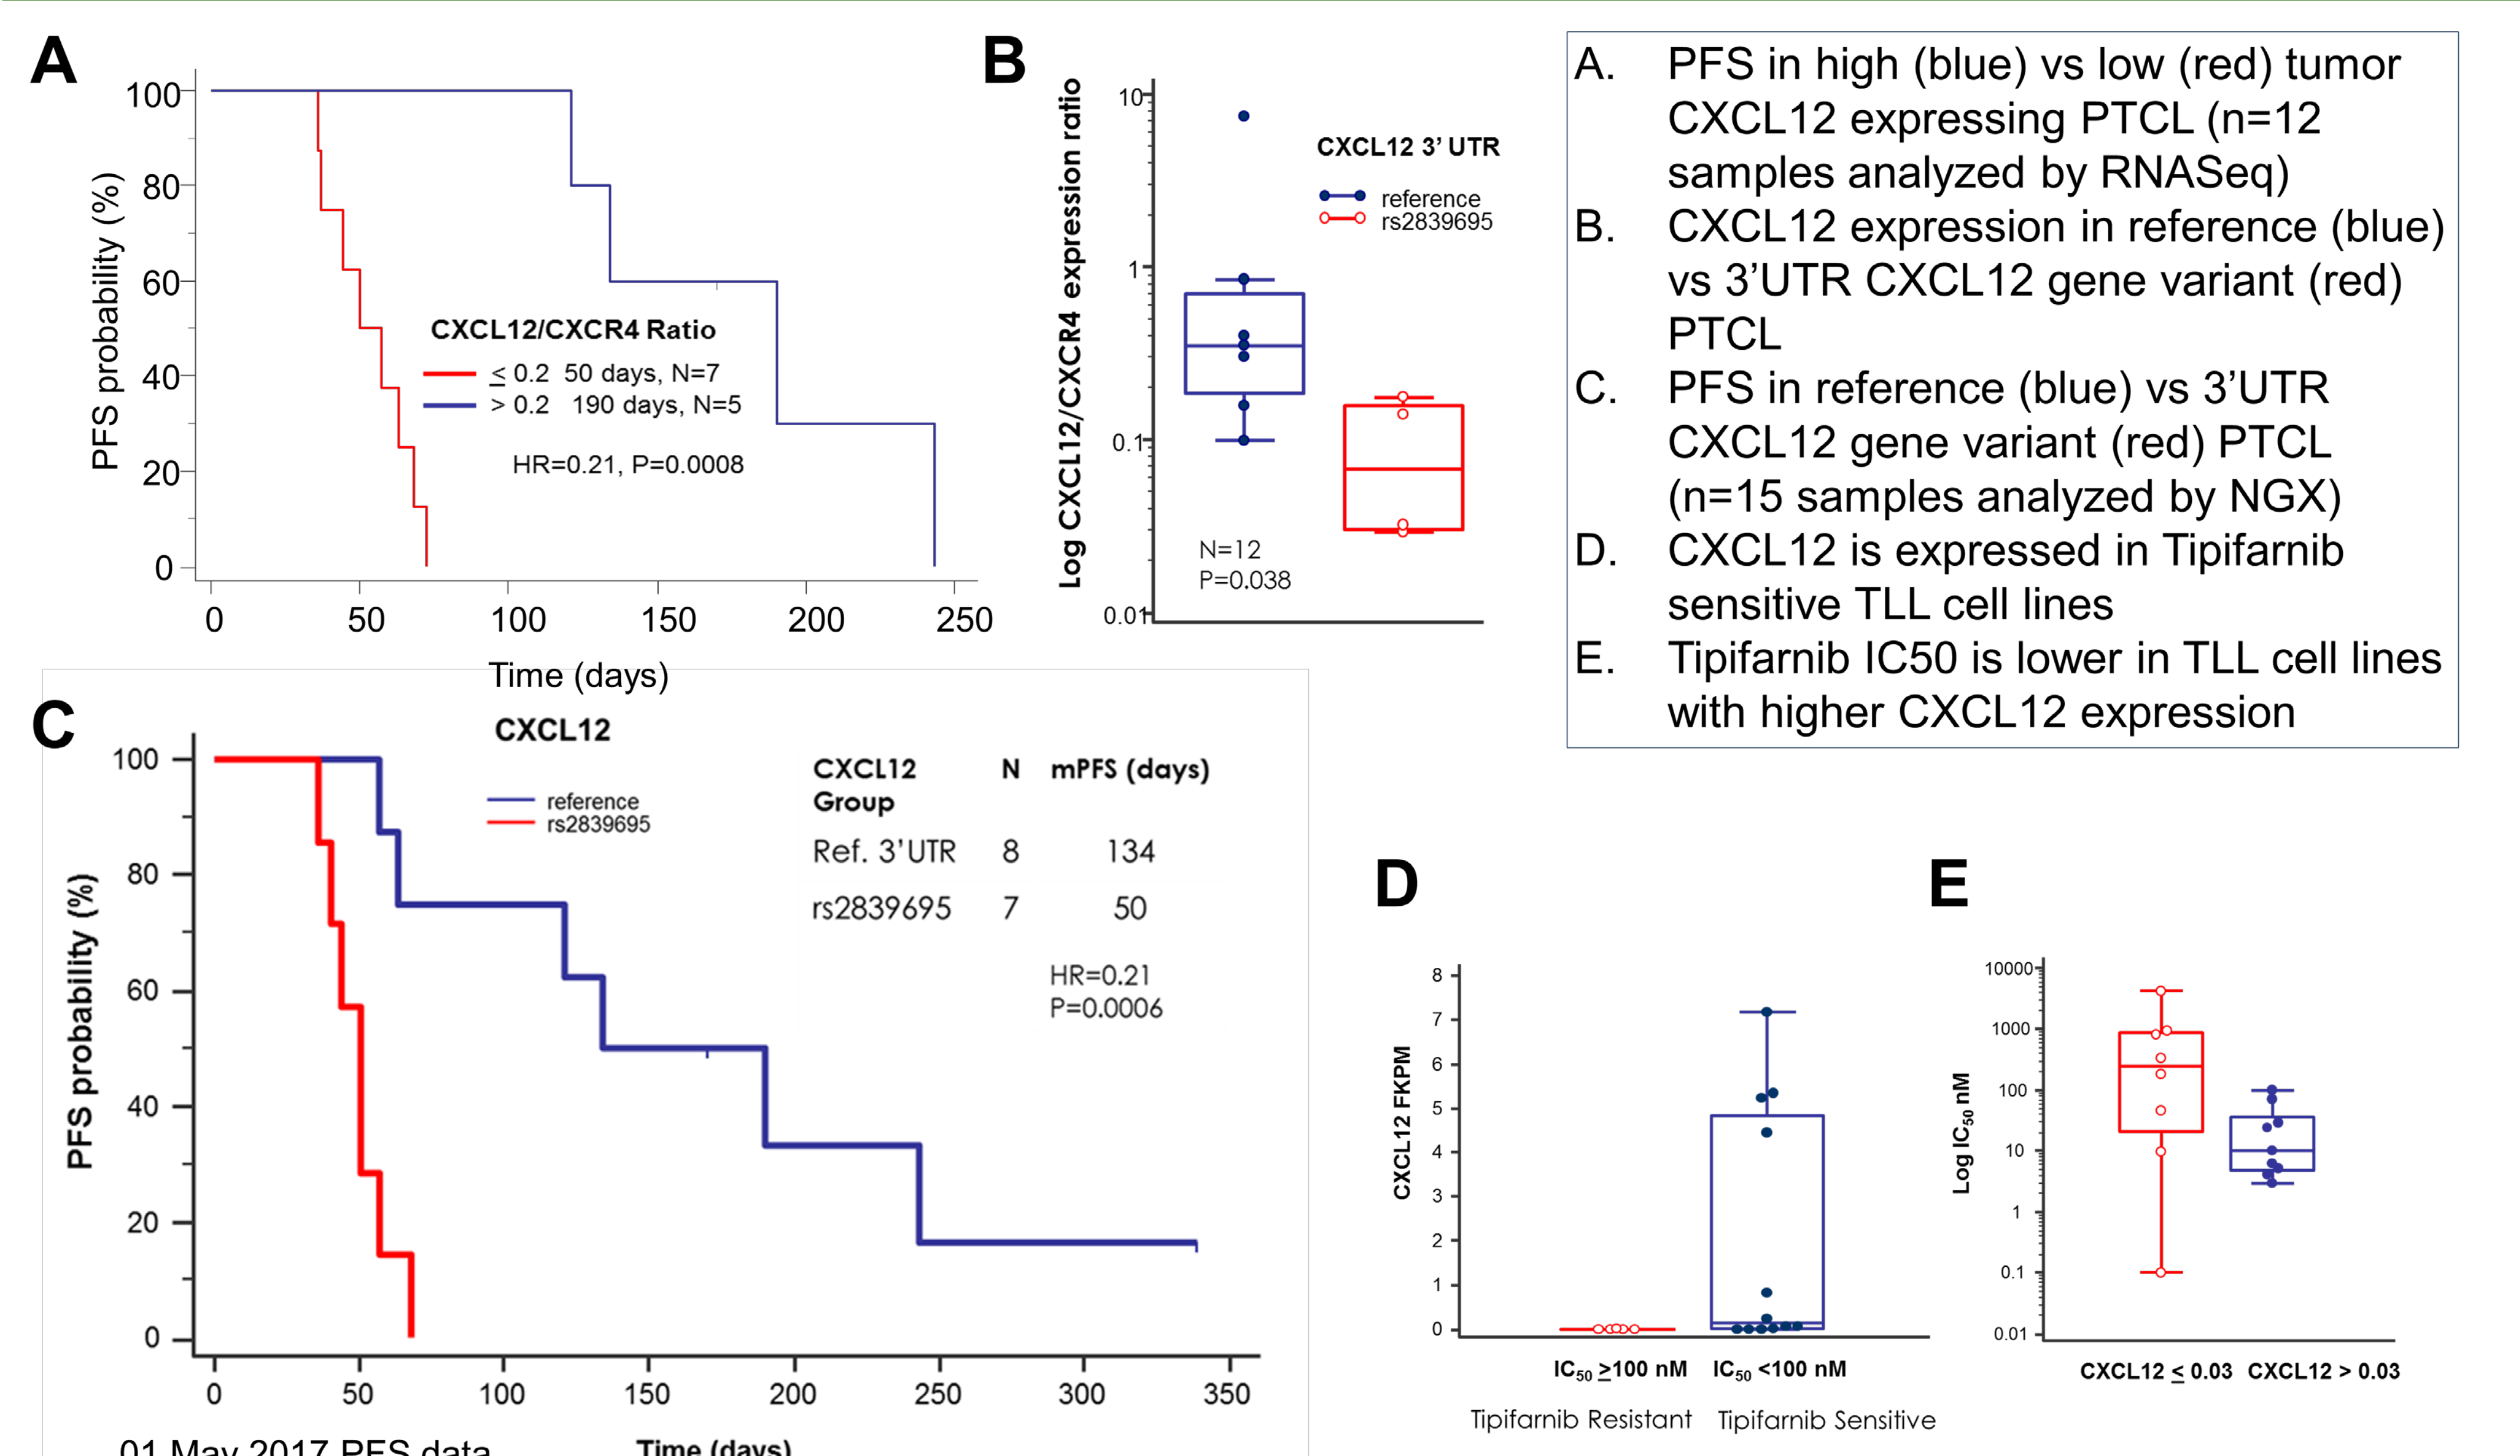 A
100
80
60
40
20
0
PFS probability (%)
CXCL12/CXCR4 Ratio
≤ 0.2 50 days, N=7
> 0.2 190 days, N=5
HR=0.21, P=0.0008
0 50 100 150 200 250
Time (days)
B
Log CXCL12/CXCR4 expression ratio
10
1
0.1
0.01
CXCL12 3’ UTR
reference
rs2839695
N=12
P=0.038
A. PFS in high (blue) vs low (red) tumor
CXCL12 expressing PTCL (n=12
samples analyzed by RNASeq)
B. CXCL12 expression in reference (blue)
vs 3’UTR CXCL12 gene variant (red)
PTCL
C. PFS in reference (blue) vs 3’UTR
CXCL12 gene variant (red) PTCL
(n=15 samples analyzed by NGX)
D. CXCL12 is expressed in Tipifarnib
sensitive TLL cell lines
E. Tipifarnib IC50 is lower in TLL cell lines
with higher CXCL12 expression
C
CXCL12
reference
rs2839695
CXCL12 N mPFS (days)
Group
Ref. 3’UTR 8 134
rs2839695 7 50
HR=0.21
P=0.0006
PFS probability (%)
100
80
60
40
20
0
0 50 100 150 200 250 300 350
01 May 2017 PFS data
Time (days)
D
CXCL12 FKPM
8
7
6
5
4
3
2
1
0
IC50 ≥100 nM IC50 <100 nM
Tipifarnib Resistant Tipifarnib Sensitive
E
Log IC50 nM
10000
1000
100
10
1
0.1
0.01
CXCL12 ≤ 0.03 CXCL12 > 0.03